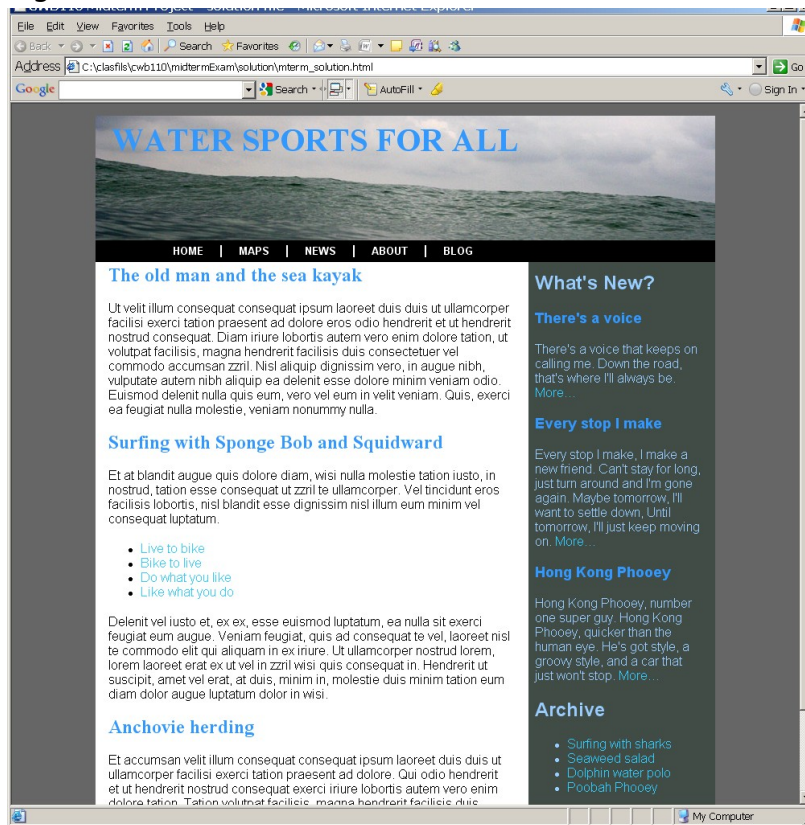 CWB110 Midterm Project - Solution file - Microsoft Internet Explorer
File Edit View Favorites Tools Help
Back Search Favorites
Address C:\clasfils\cwb110\midtermExam\solution\mterm_solution.html Go
Google Search AutoFill Sign In
WATER SPORTS FOR ALL
HOME | MAPS | NEWS | ABOUT | BLOG
The old man and the sea kayak
Ut velit illum consequat consequat ipsum laoreet duis duis ut ullamcorper
facilisi exerci tation praesent ad dolore eros odio hendrerit et ut hendrerit
nostrud consequat. Diam iriure lobortis autem vero enim dolore tation, ut
volutpat facilisis, magna hendrerit facilisis duis consectetuer vel
commodo accumsan zzril. Nisl aliquip dignissim vero, in augue nibh,
vulputate autem nibh aliquip ea delenit esse dolore minim veniam odio.
Euismod delenit nulla quis eum, vero vel eum in velit veniam. Quis, exerci
ea feugiat nulla molestie, veniam nonummy nulla.
Surfing with Sponge Bob and Squidward
Et at blandit augue quis dolore diam, wisi nulla molestie tation iusto, in
nostrud, tation esse consequat ut zzril te ullamcorper. Vel tincidunt eros
facilisis lobortis, nisl blandit esse dignissim nisl illum eum minim vel
consequat luptatum.
• Live to bike
• Bike to live
• Do what you like
• Like what you do
Delenit vel iusto et, ex ex, esse euismod luptatum, ea nulla sit exerci
feugiat eum augue. Veniam feugiat, quis ad consequat te vel, laoreet nisl
te commodo elit qui aliquam in ex iriure. Ut ullamcorper nostrud lorem,
lorem laoreet erat ex ut vel in zzril wisi quis consequat in. Hendrerit ut
suscipit, amet vel erat, at duis, minim in, molestie duis minim tation eum
diam dolor augue luptatum dolor in wisi.
Anchovie herding
Et accumsan velit illum consequat consequat ipsum laoreet duis duis ut
ullamcorper facilisi exerci tation praesent ad dolore. Qui odio hendrerit
et ut hendrerit nostrud consequat exerci iriure lobortis autem vero enim
dolore tation. Tation volutpat facilisis, magna hendrerit facilisis duis
What's New?
There's a voice
There's a voice that keeps on
calling me. Down the road,
that's where I'll always be.
More...
Every stop I make
Every stop I make, I make a
new friend. Can't stay for long,
just turn around and I'm gone
again. Maybe tomorrow, I'll
want to settle down, Until
tomorrow, I'll just keep moving
on. More...
Hong Kong Phooey
Hong Kong Phooey, number
one super guy. Hong Kong
Phooey, quicker than the
human eye. He's got style, a
groovy style, and a car that
just won't stop. More...
Archive
• Surfing with sharks
• Seaweed salad
• Dolphin water polo
• Poobah Phooey
My Computer